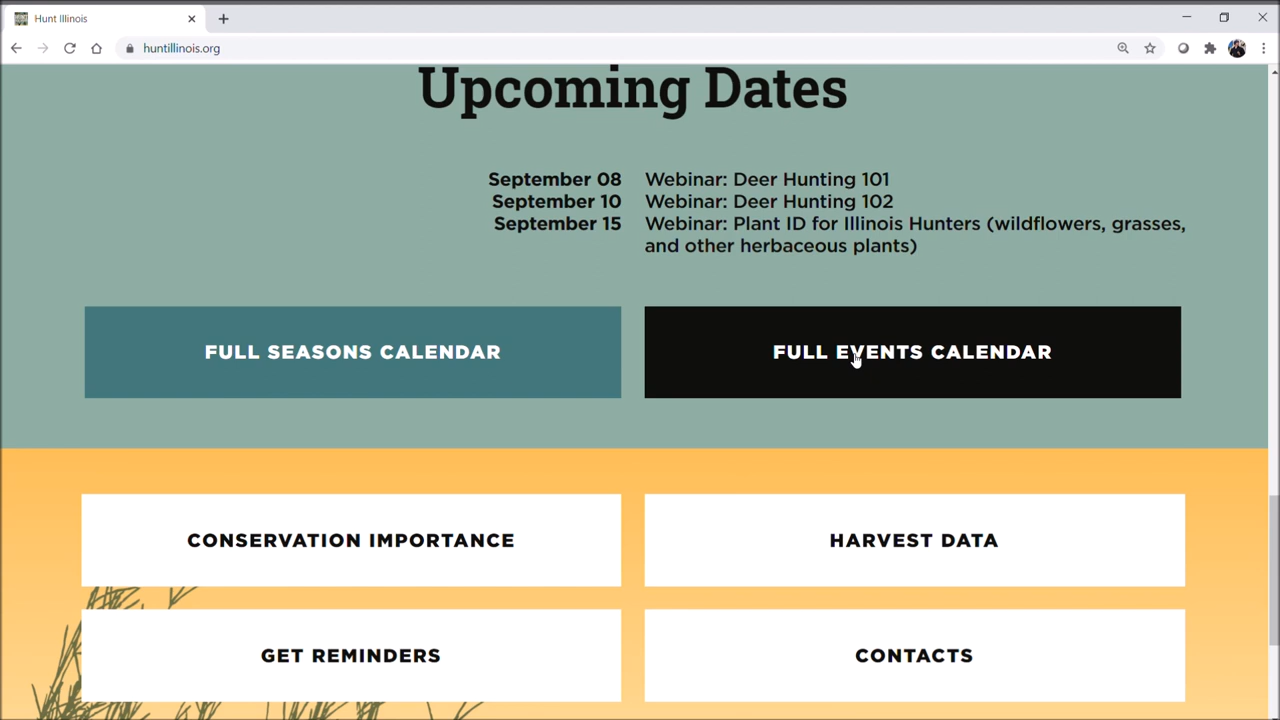 Hunt Illinois
huntillinois.org
Upcoming Dates
September 08 Webinar: Deer Hunting 101
September 10 Webinar: Deer Hunting 102
September 15 Webinar: Plant ID for Illinois Hunters (wildflowers, grasses,
and other herbaceous plants)
FULL SEASONS CALENDAR
FULL EVENTS CALENDAR
CONSERVATION IMPORTANCE
HARVEST DATA
GET REMINDERS
CONTACTS